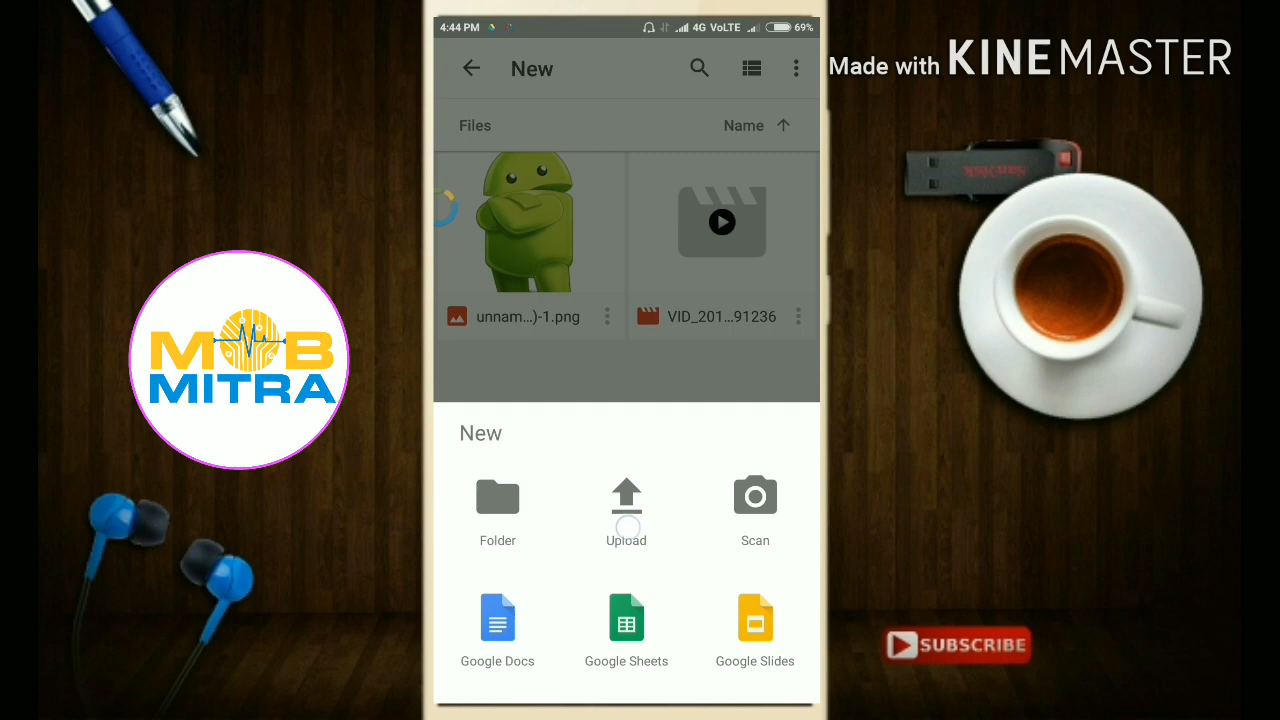 4:44 PM
4G VoLTE
69%
New
Files
Name
unnam...)-1.png
VID_201...91236
New
Folder
Upload
Scan
Google Docs
Google Sheets
Google Slides
MOB
MITRA
Made with KINEMASTER
SanDisk
SUBSCRIBE